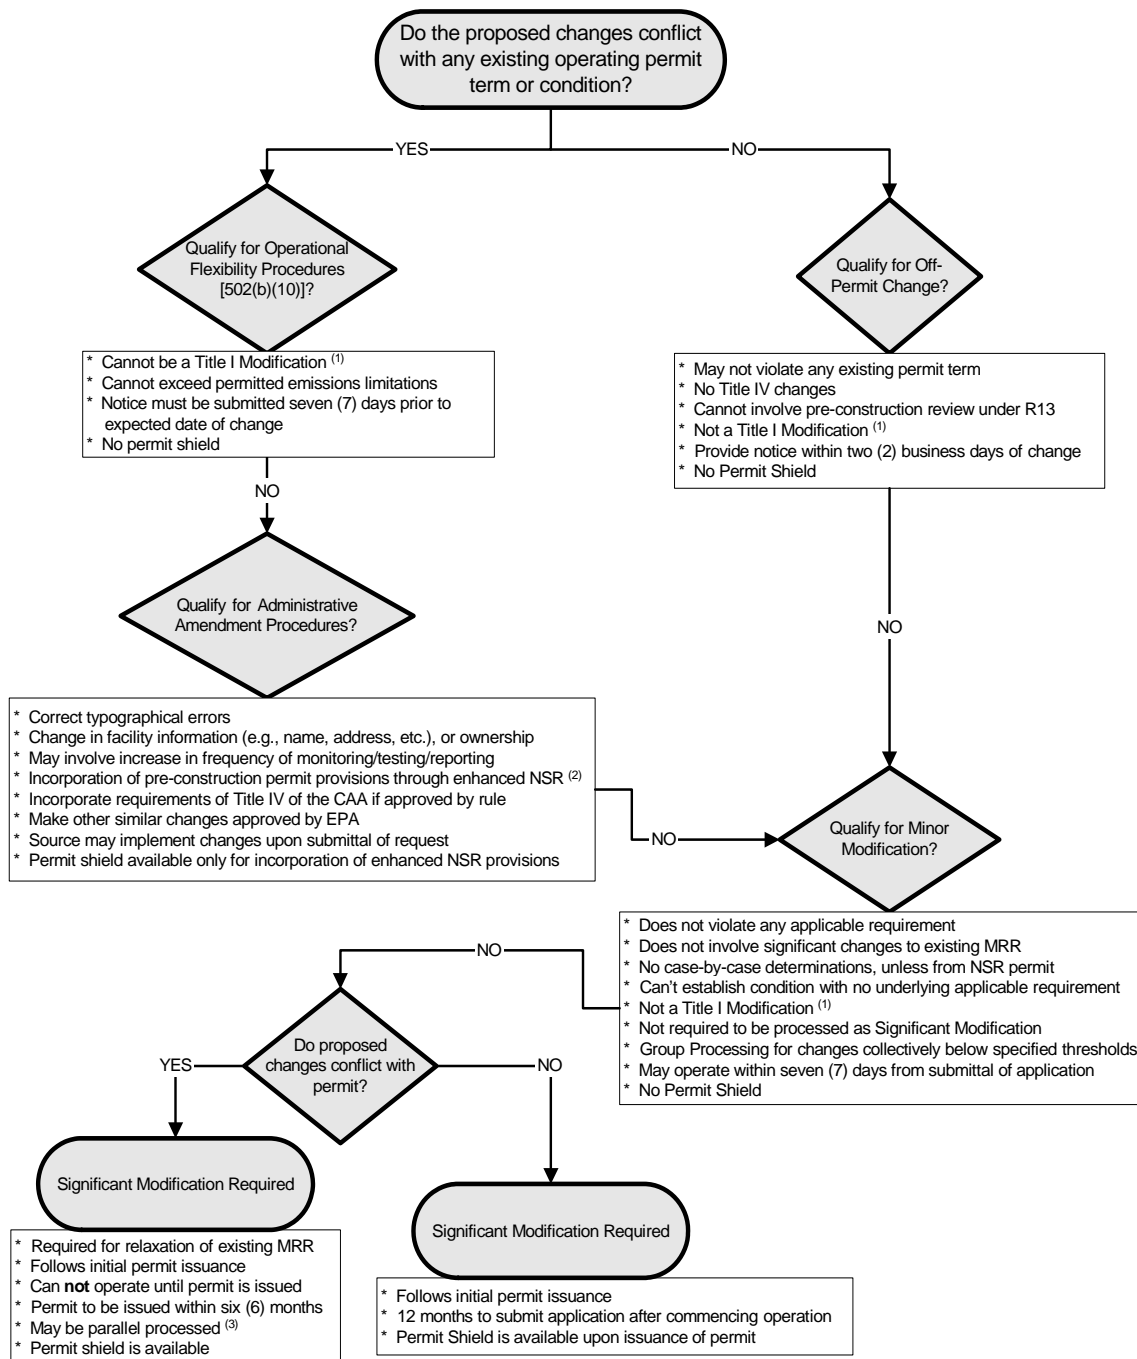 Do the proposed changes conflict
with any existing operating permit
term or condition?
YES
NO
Qualify for Operational
Flexibility Procedures
[502(b)(10)]?
Qualify for Off-
Permit Change?
* Cannot be a Title I Modification (1)
* Cannot exceed permitted emissions limitations
* Notice must be submitted seven (7) days prior to
expected date of change
* No permit shield
* May not violate any existing permit term
* No Title IV changes
* Cannot involve pre-construction review under R13
* Not a Title I Modification (1)
* Provide notice within two (2) business days of change
* No Permit Shield
NO
NO
Qualify for Administrative
Amendment Procedures?
* Correct typographical errors
* Change in facility information (e.g., name, address, etc.), or ownership
* May involve increase in frequency of monitoring/testing/reporting
* Incorporation of pre-construction permit provisions through enhanced NSR (2)
* Incorporate requirements of Title IV of the CAA if approved by rule
* Make other similar changes approved by EPA
* Source may implement changes upon submittal of request
* Permit shield available only for incorporation of enhanced NSR provisions
NO
Qualify for Minor
Modification?
* Does not violate any applicable requirement
* Does not involve significant changes to existing MRR
* No case-by-case determinations, unless from NSR permit
* Can't establish condition with no underlying applicable requirement
* Not a Title I Modification (1)
* Not required to be processed as Significant Modification
* Group Processing for changes collectively below specified thresholds
* May operate within seven (7) days from submittal of application
* No Permit Shield
NO
Do proposed
changes conflict with
permit?
YES
NO
Significant Modification Required
* Required for relaxation of existing MRR
* Follows initial permit issuance
* Can not operate until permit is issued
* Permit to be issued within six (6) months
* May be parallel processed (3)
* Permit shield is available
Significant Modification Required
* Follows initial permit issuance
* 12 months to submit application after commencing operation
* Permit Shield is available upon issuance of permit